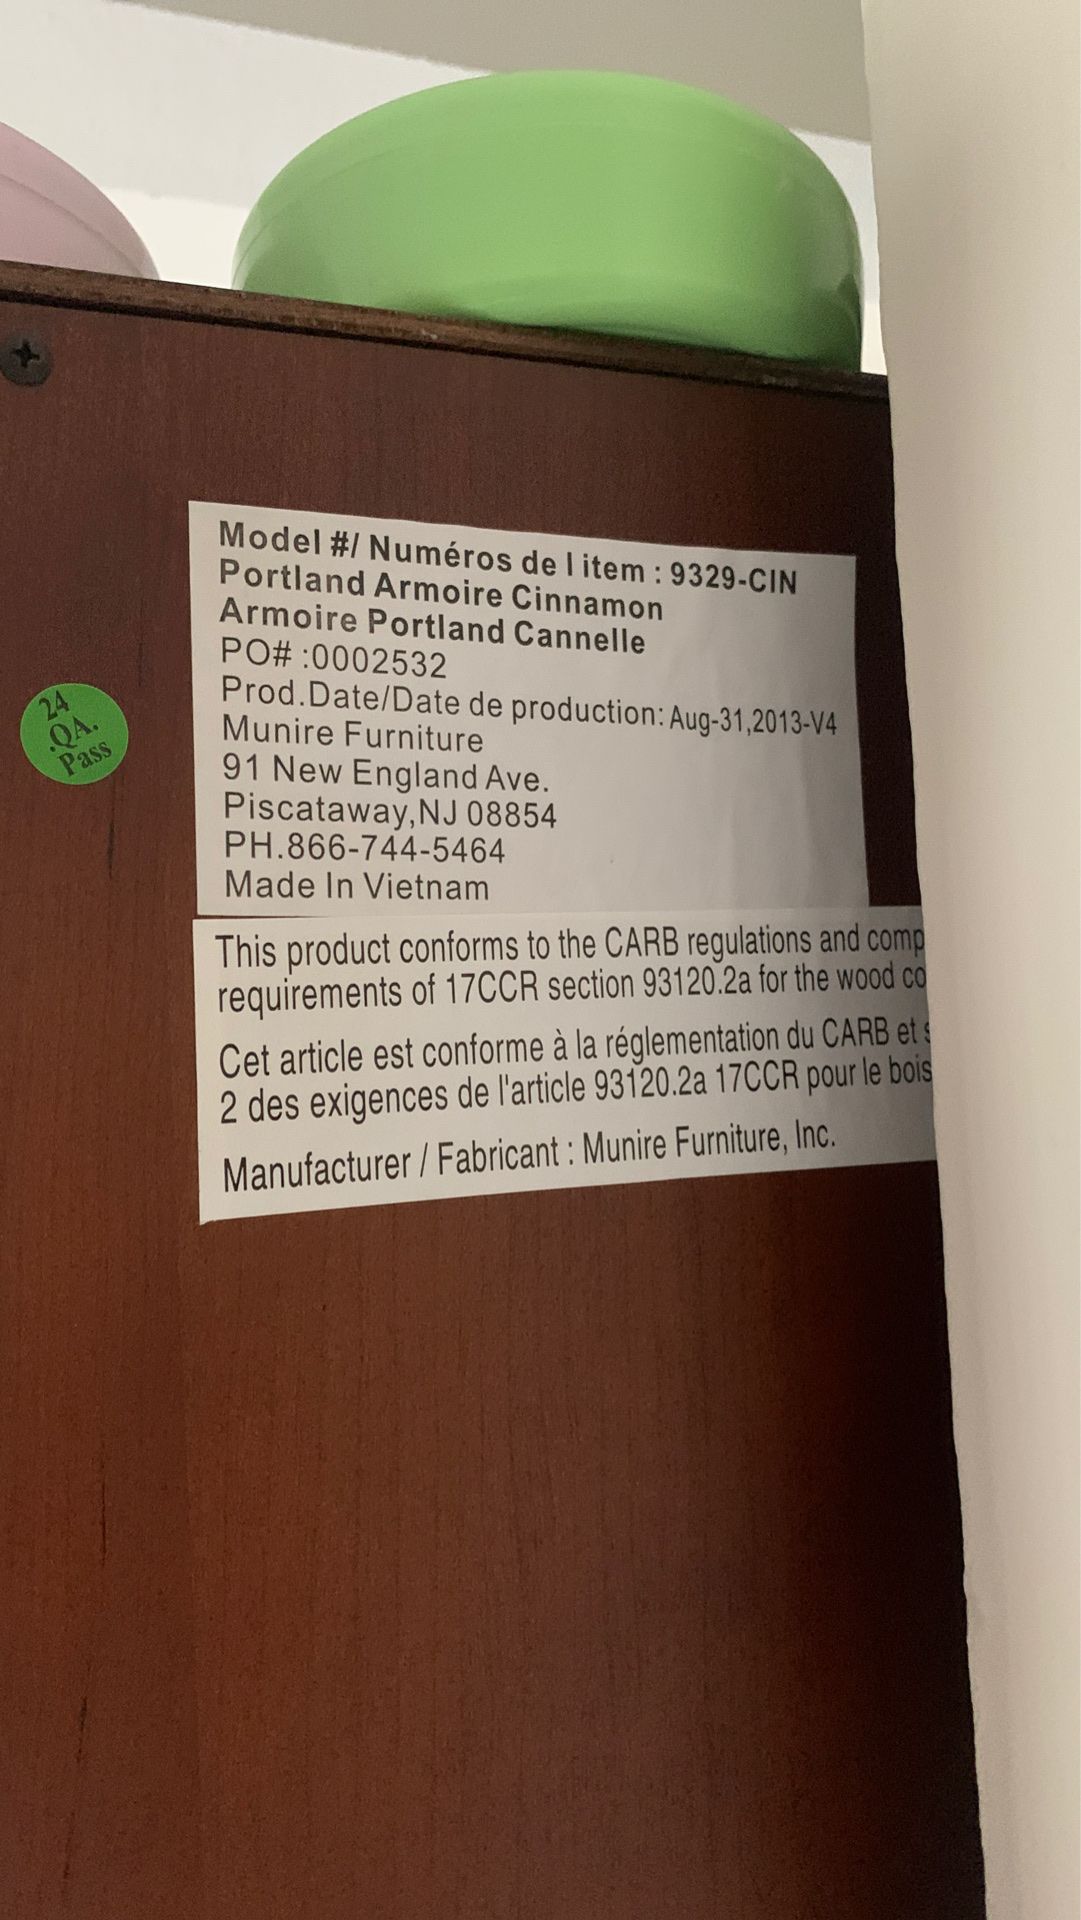 Model #/ Numéros de l item : 9329-CIN
Portland Armoire Cinnamon
Armoire Portland Cannelle
PO# :0002532
Prod.Date/Date de production: Aug-31,2013-V4
Munire Furniture
91 New England Ave.
Piscataway,NJ 08854
PH.866-744-5464
Made In Vietnam
24
.QA.
Pass
This product conforms to the CARB regulations and comp
requirements of 17CCR section 93120.2a for the wood co
Cet article est conforme à la réglementation du CARB et s
2 des exigences de l'article 93120.2a 17CCR pour le bois
Manufacturer / Fabricant : Munire Furniture, Inc.